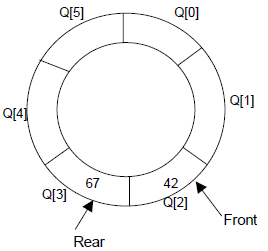 Q[5] Q[0]
Q[4] Q[1]
67 42
Q[3] Q[2]
Front
Rear